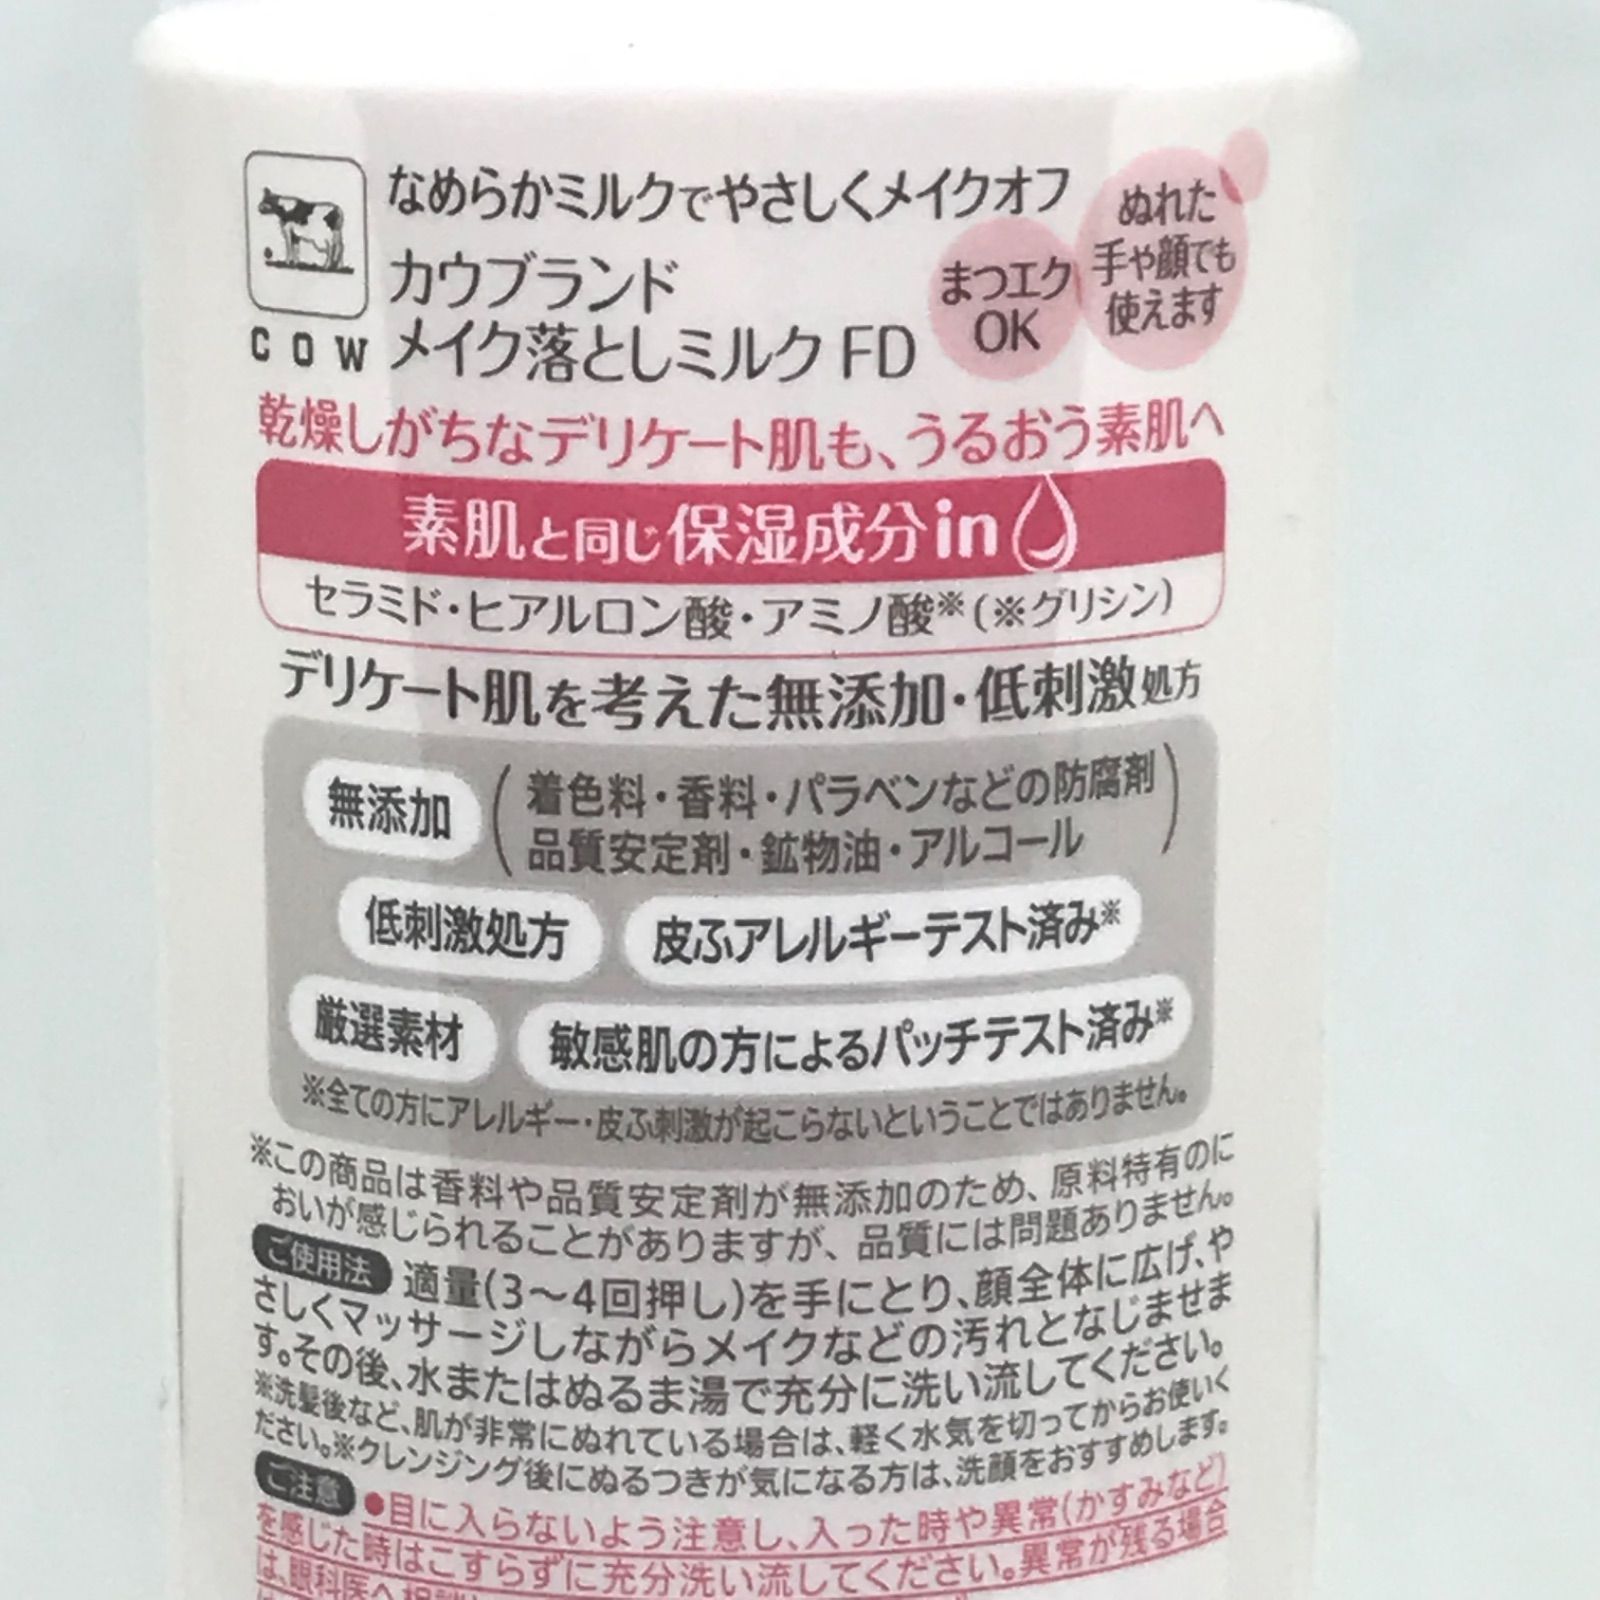 なめらかミルクでやさしくメイクオフ
カウブランド
COW メイク落としミルク FD
まつエク
OK
ぬれた
手や顔でも
使えます
乾燥しがちなデリケート肌も、うるおう素肌へ
素肌と同じ保湿成分in
セラミド・ヒアルロン酸・アミノ酸※(※グリシン)
デリケート肌を考えた無添加・低刺激処方
無添加 (着色料・香料・パラベンなどの防腐剤
品質安定剤・鉱物油・アルコール)
低刺激処方 皮ふアレルギーテスト済み※
厳選素材 敏感肌の方によるパッチテスト済み※
※全ての方にアレルギー・皮ふ刺激が起こらないということではありません。
※この商品は香料や品質安定剤が無添加のため、原料特有のに
おいが感じられることがありますが、品質には問題ありません。
ご使用法 適量(3〜4回押し)を手にとり、顔全体に広げ、や
さしくマッサージしながらメイクなどの汚れとなじませま
す。その後、水またはぬるま湯で充分に洗い流してください。
※洗髪後など、肌が非常にぬれている場合は、軽く水気を切ってからお使いく
ださい。※クレンジング後にぬるつきが気になる方は、洗顔をおすすめします。
ご注意 ●目に入らないよう注意し、入った時や異常(かすみなど)
を感じた時はこすらずに充分洗い流してください。異常が残る場合
は、眼科医へ相談